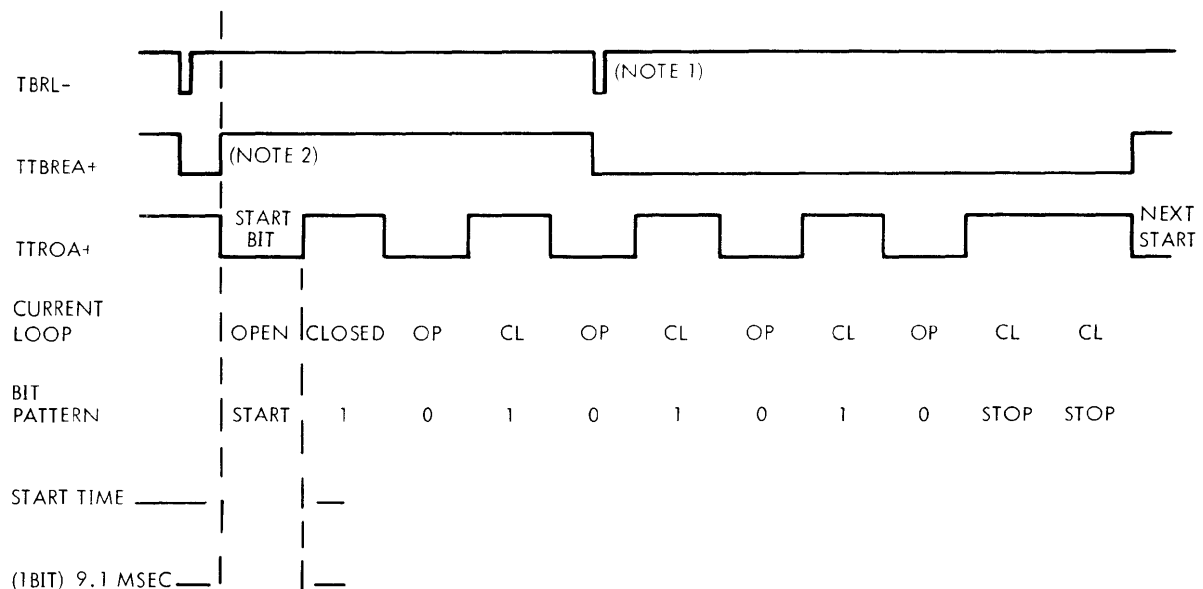 TBRL-
(NOTE 1)
TTBREA+
(NOTE 2)
TTROA+
START
BIT
NEXT
START
CURRENT
LOOP
OPEN CLOSED OP CL OP CL OP CL OP CL CL
BIT
PATTERN
START 1 0 1 0 1 0 1 0 STOP STOP
START TIME
(1BIT) 9.1 MSEC